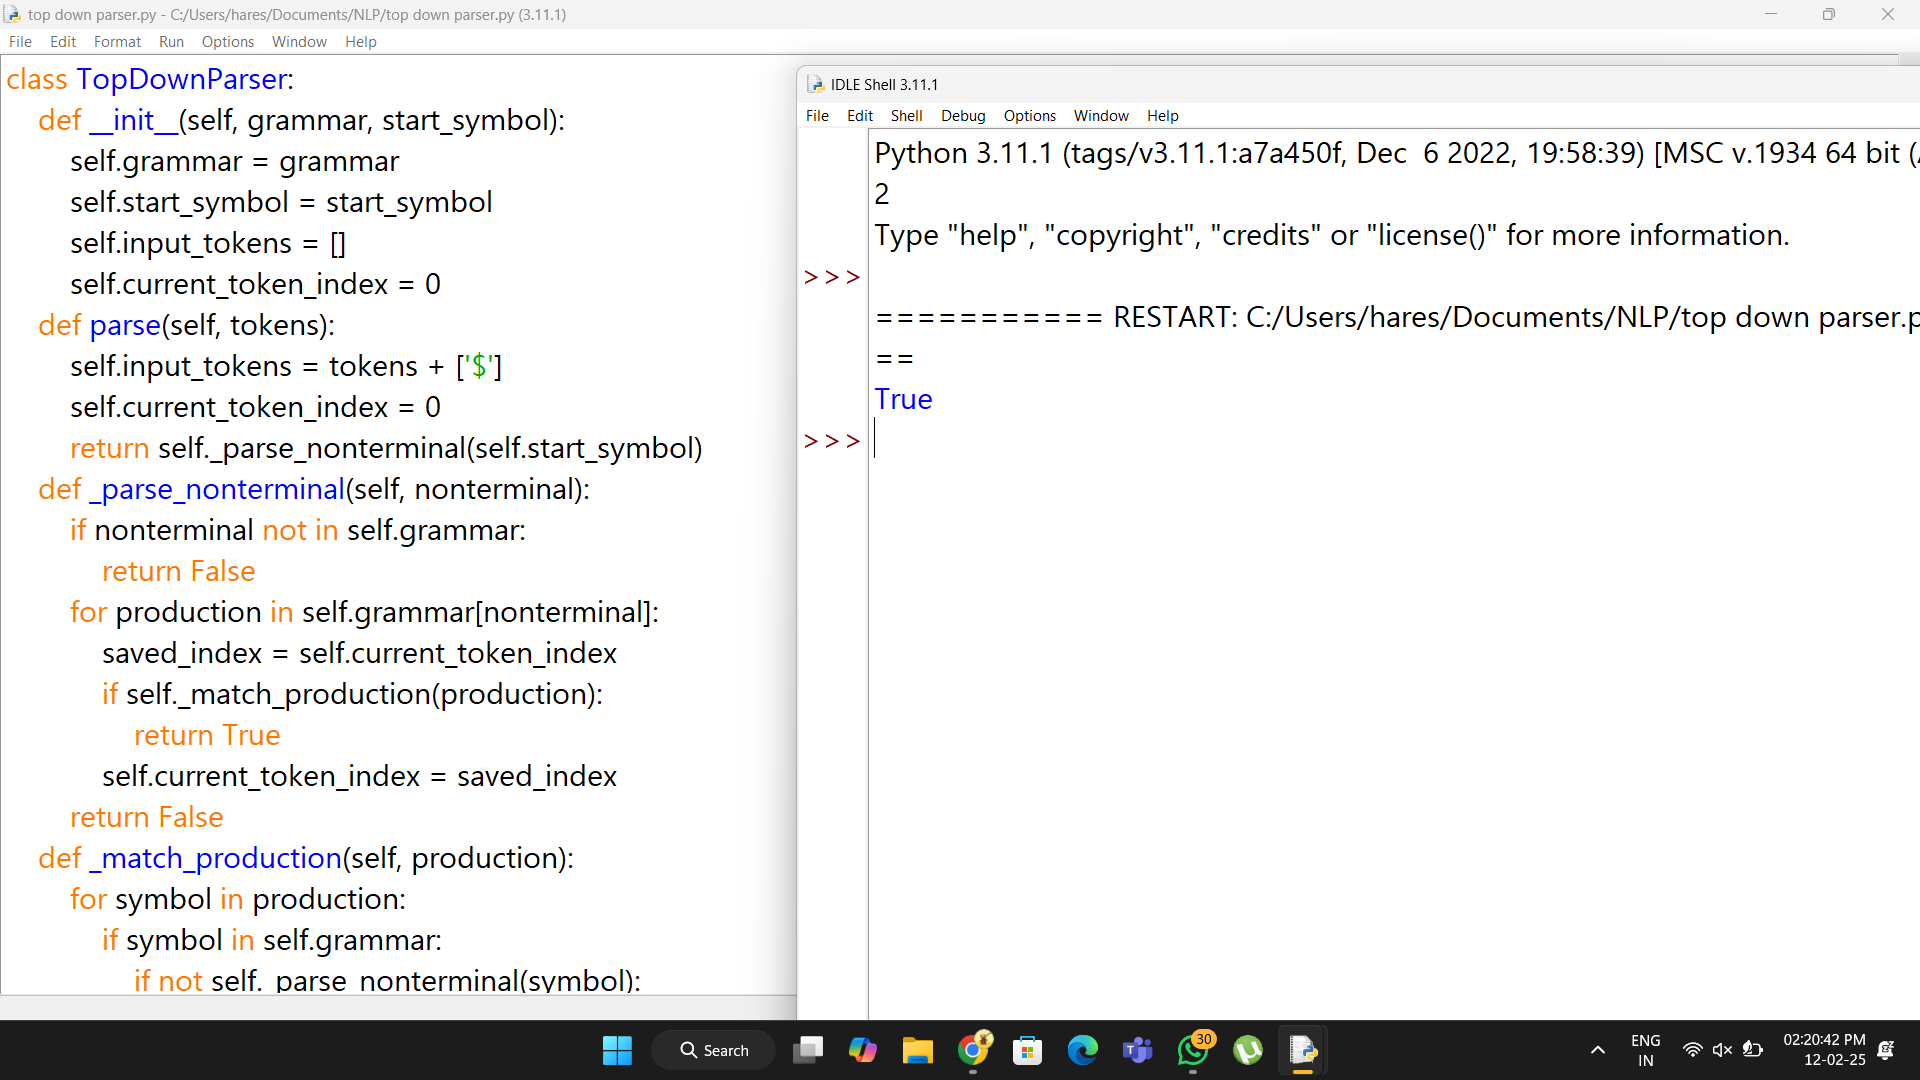 top down parser.py - C:/Users/hares/Documents/NLP/top down parser.py (3.11.1)
File Edit Format Run Options Window Help
class TopDownParser:
def __init__(self, grammar, start_symbol):
self.grammar = grammar
self.start_symbol = start_symbol
self.input_tokens = []
self.current_token_index = 0
def parse(self, tokens):
self.input_tokens = tokens + ['$']
self.current_token_index = 0
return self._parse_nonterminal(self.start_symbol)
def _parse_nonterminal(self, nonterminal):
if nonterminal not in self.grammar:
return False
for production in self.grammar[nonterminal]:
saved_index = self.current_token_index
if self._match_production(production):
return True
self.current_token_index = saved_index
return False
def _match_production(self, production):
for symbol in production:
if symbol in self.grammar:
if not self._parse_nonterminal(symbol):
IDLE Shell 3.11.1
File Edit Shell Debug Options Window Help
Python 3.11.1 (tags/v3.11.1:a7a450f, Dec  6 2022, 19:58:39) [MSC v.1934 64 bit (
2
Type "help", "copyright", "credits" or "license()" for more information.
>>>
=========== RESTART: C:/Users/hares/Documents/NLP/top down parser.p
==
True
>>>
Search
30
ENG
IN
02:20:42 PM
12-02-25